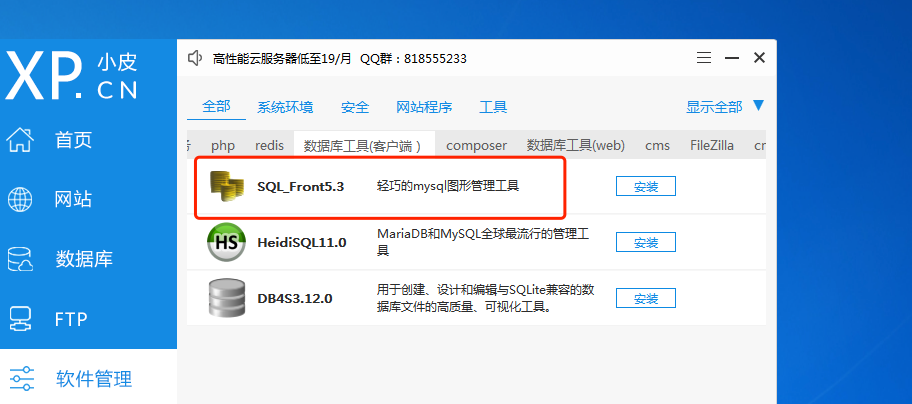 XP.CN 小皮
高性能云服务器低至19/月 QQ群：818555233
首页
网站
数据库
FTP
软件管理
全部 系统环境 安全 网站程序 工具 显示全部
php redis 数据库工具(客户端） composer 数据库工具(web) cms FileZilla
SQL_Front5.3 轻巧的mysql图形管理工具 安装
HeidiSQL11.0 MariaDB和MySQL全球最流行的管理工
具 安装
DB4S3.12.0 用于创建、设计和编辑与SQLite兼容的数
据库文件的高质量、可视化工具。 安装